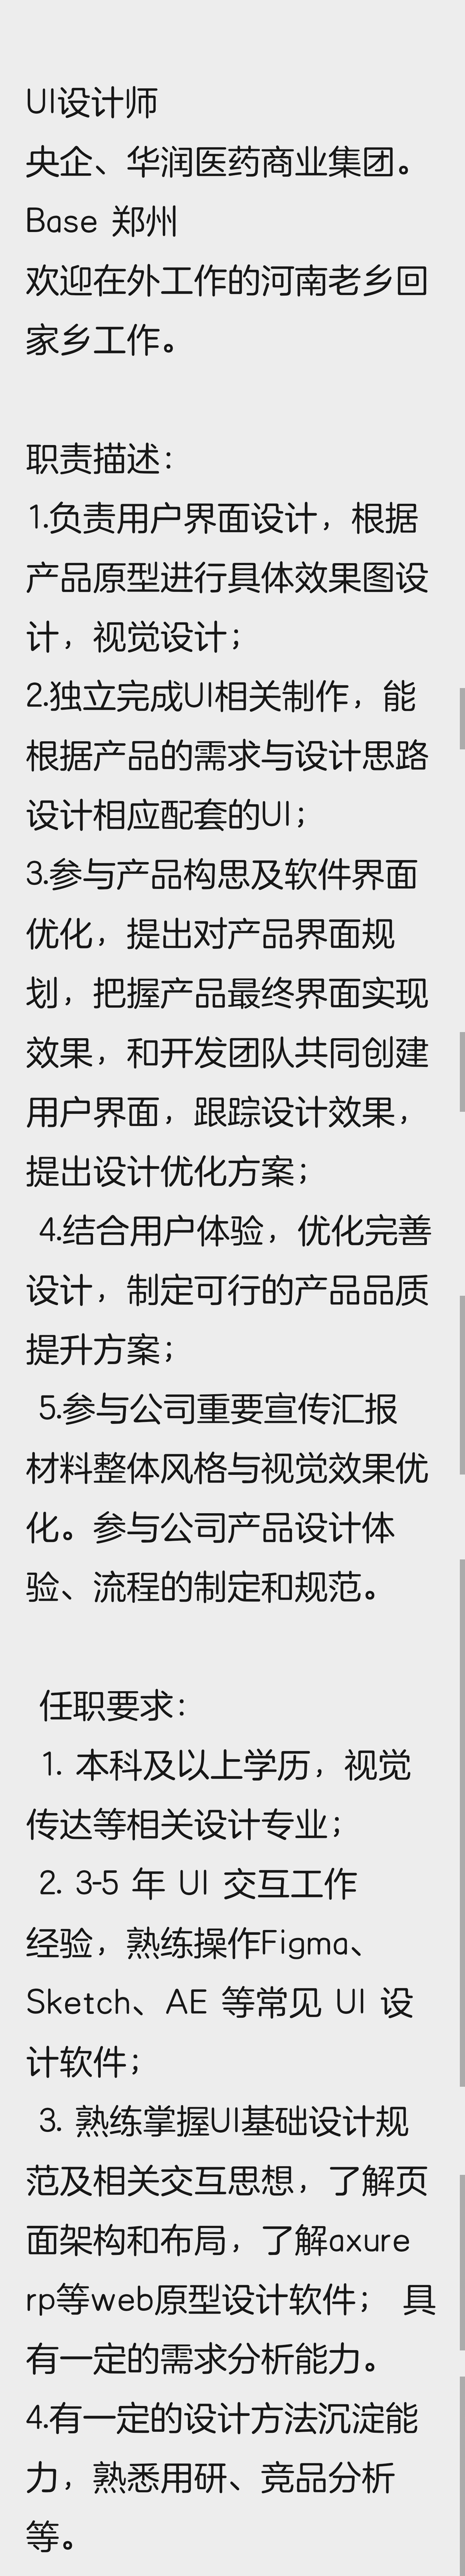 UI设计师
央企、华润医药商业集团。
Base 郑州
欢迎在外工作的河南老乡回
家乡工作。
职责描述：
1.负责用户界面设计，根据
产品原型进行具体效果图设
计，视觉设计；
2.独立完成UI相关制作，能
根据产品的需求与设计思路
设计相应配套的UI；
3.参与产品构思及软件界面
优化，提出对产品界面规
划，把握产品最终界面实现
效果，和开发团队共同创建
用户界面，跟踪设计效果，
提出设计优化方案；
4.结合用户体验，优化完善
设计，制定可行的产品品质
提升方案；
5.参与公司重要宣传汇报
材料整体风格与视觉效果优
化。参与公司产品设计体
验、流程的制定和规范。
任职要求：
1. 本科及以上学历，视觉
传达等相关设计专业；
2. 3-5 年 UI 交互工作
经验，熟练操作Figma、
Sketch、AE 等常见 UI 设
计软件；
3. 熟练掌握UI基础设计规
范及相关交互思想，了解页
面架构和布局，了解axure
rp等web原型设计软件； 具
有一定的需求分析能力。
4.有一定的设计方法沉淀能
力，熟悉用研、竞品分析
等。